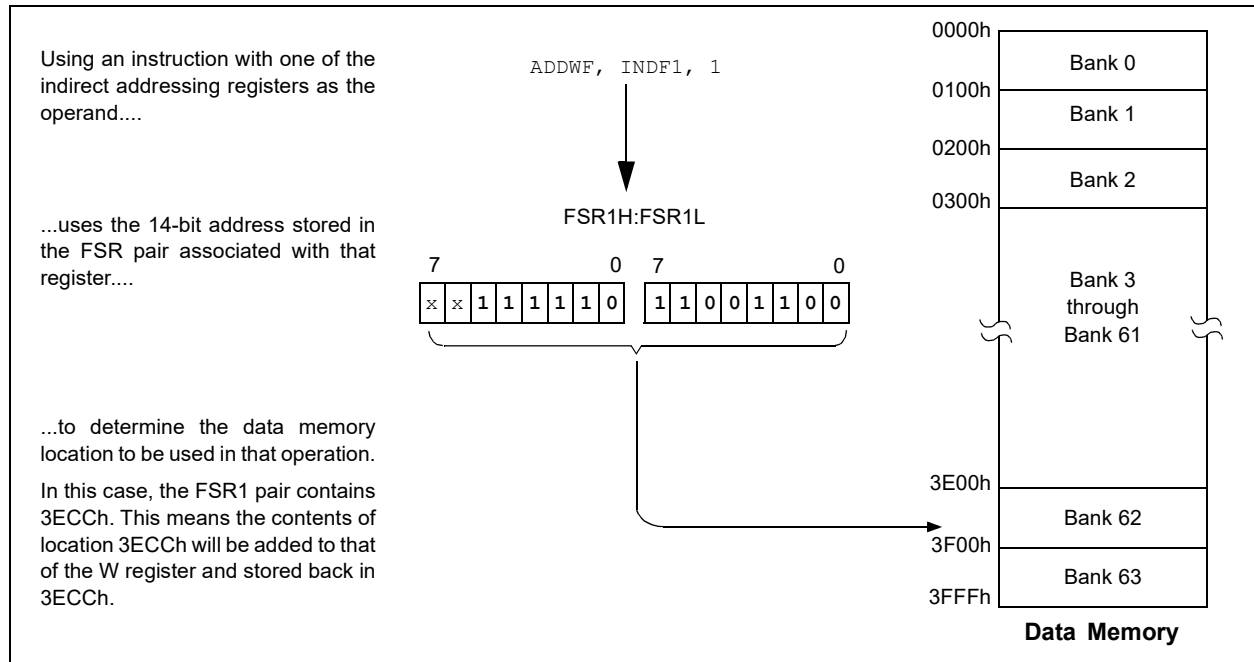 Using an instruction with one of the
indirect addressing registers as the
operand....
ADDWF, INDF1, 1
...uses the 14-bit address stored in
the FSR pair associated with that
register....
FSR1H:FSR1L
7 0 7 0
x x 1 1 1 1 1 0 1 1 0 0 1 1 0 0
...to determine the data memory
location to be used in that operation.
In this case, the FSR1 pair contains
3ECCh. This means the contents of
location 3ECCh will be added to that
of the W register and stored back in
3ECCh.
0000h
Bank 0
0100h
Bank 1
0200h
Bank 2
0300h
Bank 3
through
Bank 61
3E00h
Bank 62
3F00h
Bank 63
3FFFh
Data Memory